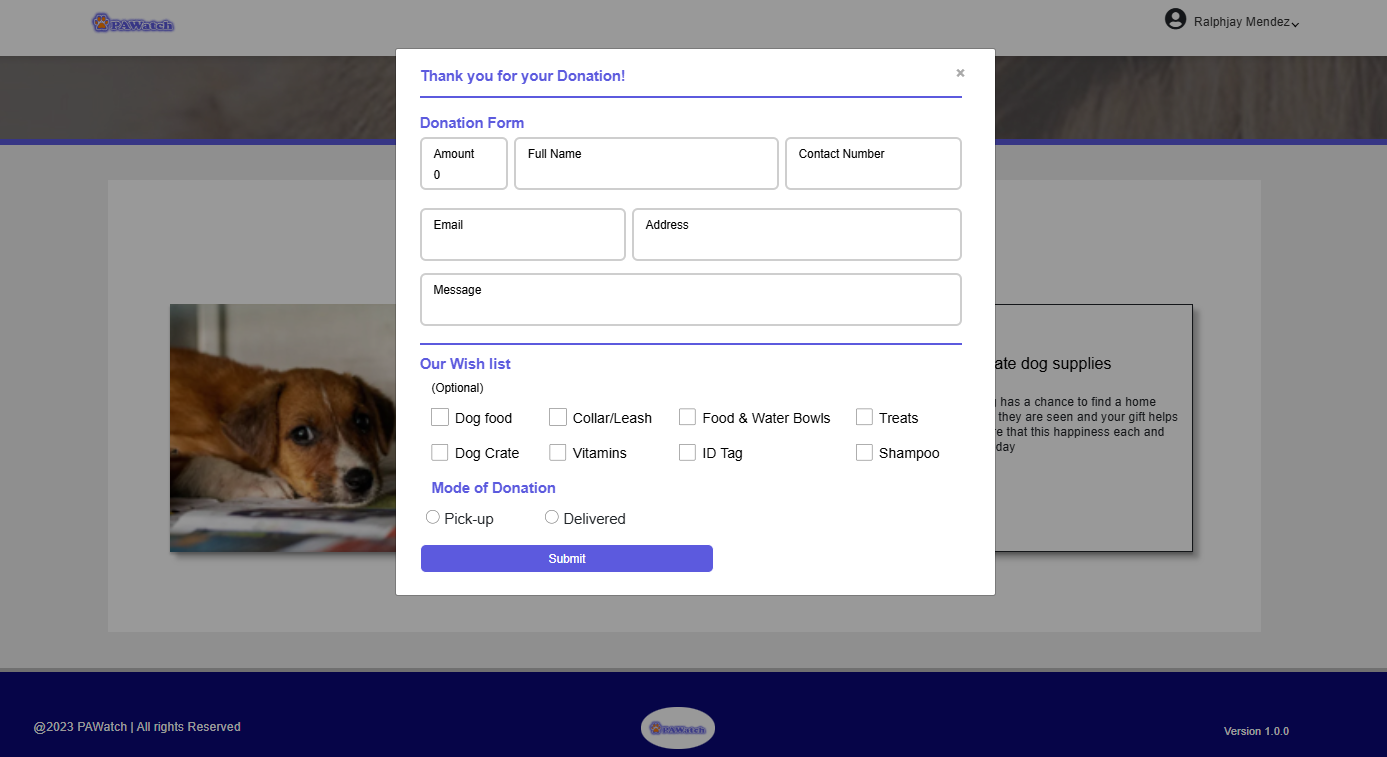 PAWatch
Ralphjay Mendez
Thank you for your Donation!
×
Donation Form
Amount
0
Full Name
Contact Number
Email
Address
Message
Our Wish list
(Optional)
Dog food
Collar/Leash
Food & Water Bowls
Treats
Dog Crate
Vitamins
ID Tag
Shampoo
Mode of Donation
Pick-up
Delivered
Submit
ate dog supplies
has a chance to find a home
they are seen and your gift helps
e that this happiness each and
day
@2023 PAWatch | All rights Reserved
PAWatch
Version 1.0.0